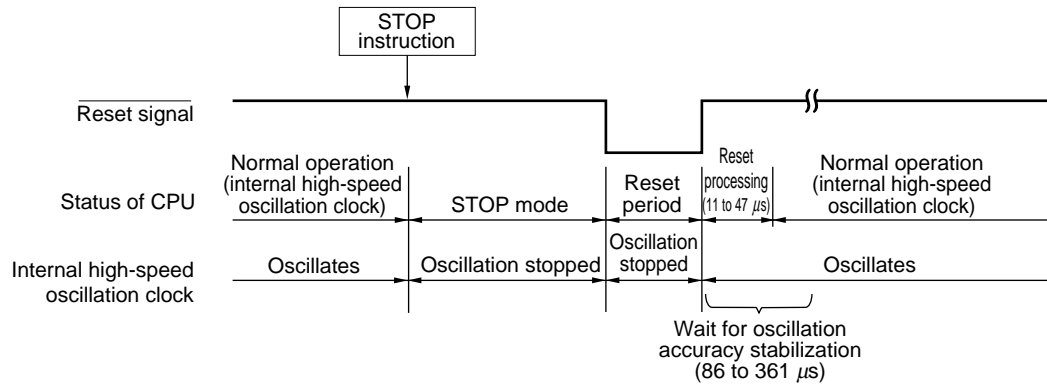 STOP
instruction
Reset signal
Normal operation
(internal high-speed
oscillation clock)
Status of CPU
STOP mode
Reset
period
Reset
processing
(11 to 47 μs)
Normal operation
(internal high-speed
oscillation clock)
Internal high-speed
oscillation clock
Oscillates
Oscillation stopped
Oscillation
stopped
Oscillates
Wait for oscillation
accuracy stabilization
(86 to 361 μs)